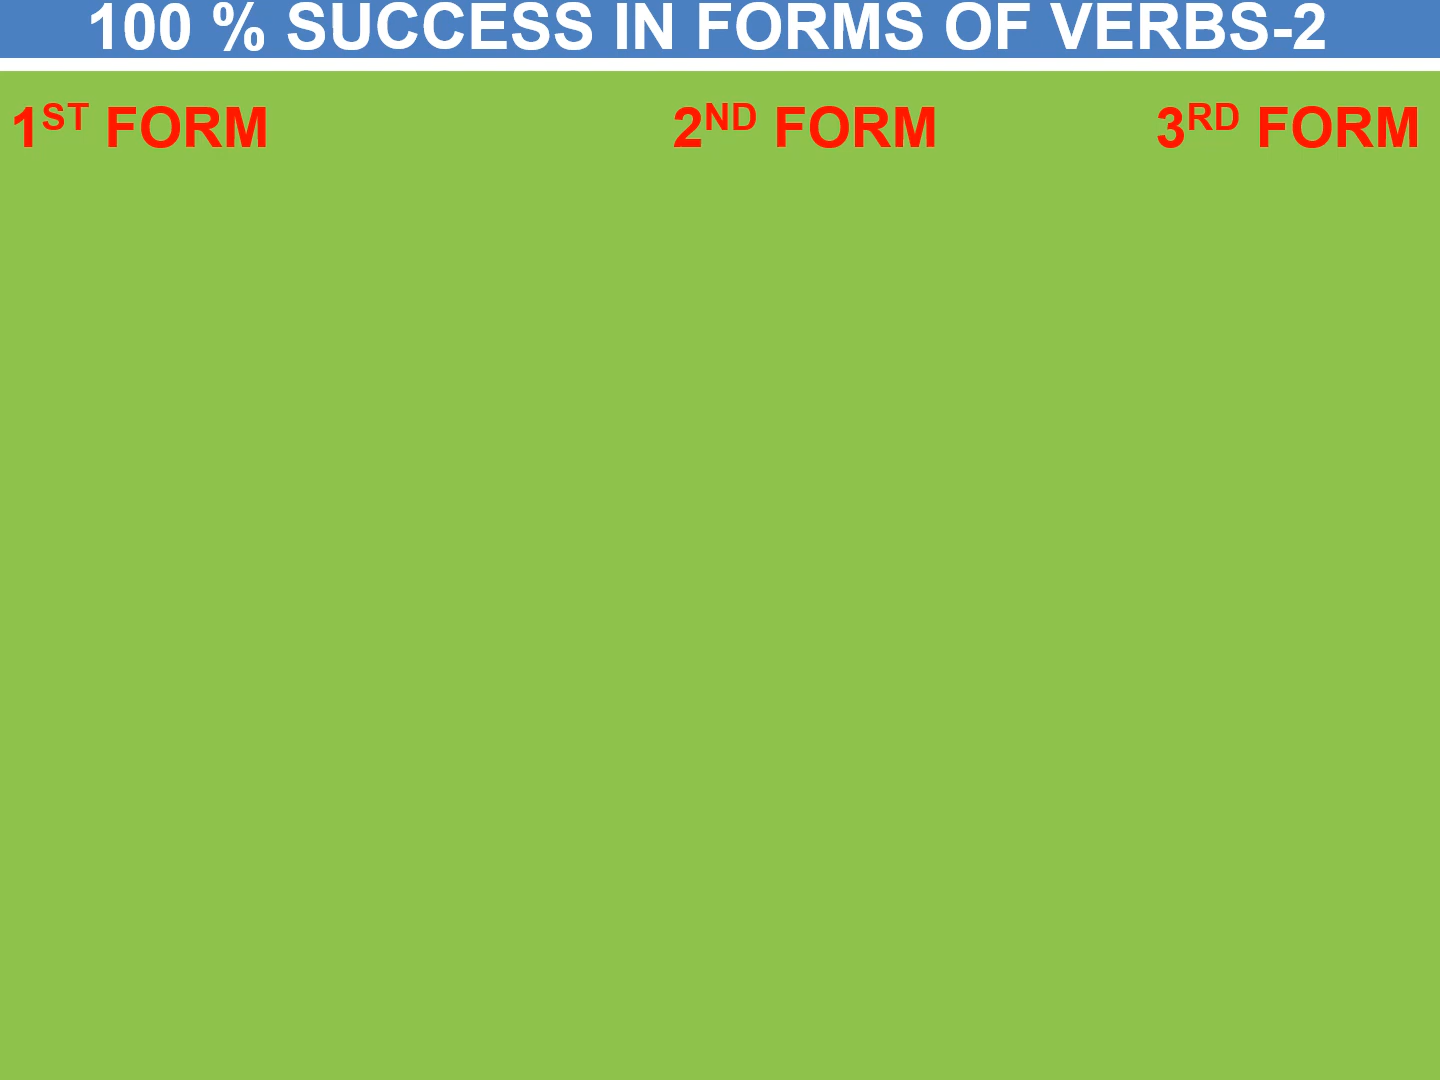 100 % SUCCESS IN FORMS OF VERBS-2
1ST FORM 2ND FORM 3RD FORM